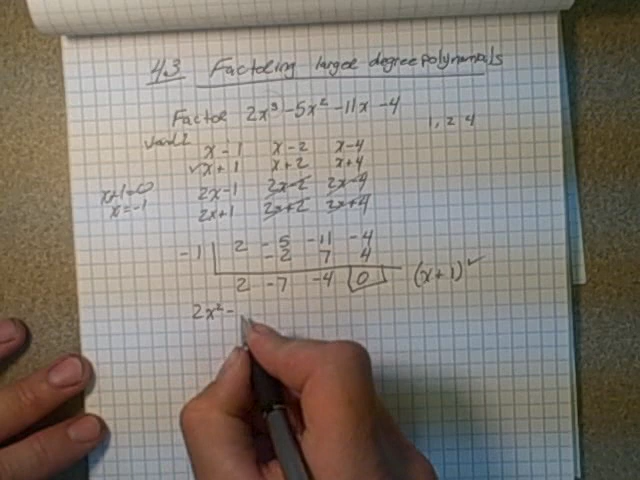 4.3 Factoring larger degree polynomials
Factor 2x³ - 5x² - 11x - 4
1, 2 4
x - 1 x - 2 x - 4
✓x + 1 x + 2 x + 4
x+1=0 2x - 1 2x - 2 2x - 4
x = -1 2x + 1 2x + 2 2x + 4
-1 2 - 5 - 11 - 4
- 2 7 4
2 - 7 - 4 0 (x + 1) ✓
2x² -